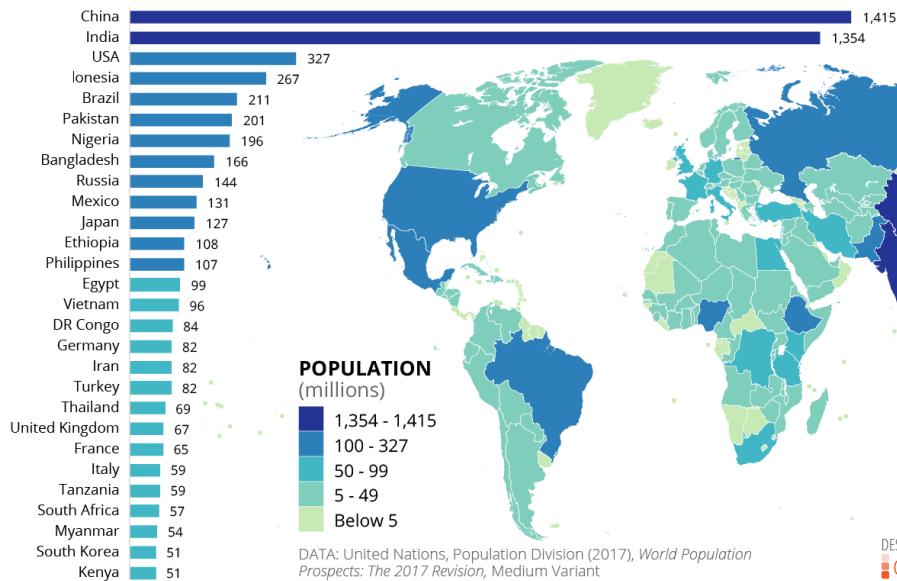 China 1,415
India 1,354
USA 327
lonesia 267
Brazil 211
Pakistan 201
Nigeria 196
Bangladesh 166
Russia 144
Mexico 131
Japan 127
Ethiopia 108
Philippines 107
Egypt 99
Vietnam 96
DR Congo 84
Germany 82
Iran 82
Turkey 82
Thailand 69
United Kingdom 67
France 65
Italy 59
Tanzania 59
South Africa 57
Myanmar 54
South Korea 51
Kenya 51
POPULATION
(millions)
1,354 - 1,415
100 - 327
50 - 99
5 - 49
Below 5
DATA: United Nations, Population Division (2017), World Population
Prospects: The 2017 Revision, Medium Variant
DES